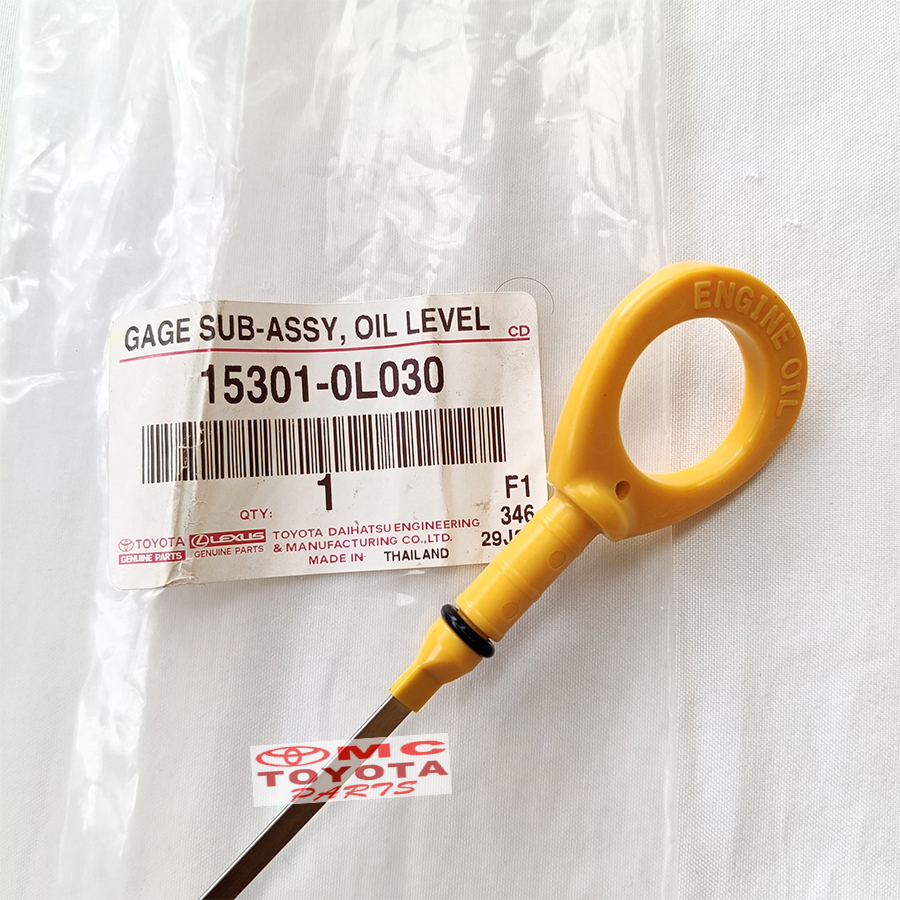 ENGINE OIL
GAGE SUB-ASSY, OIL LEVEL CD
15301-0L030
QTY: 1 F1
346
TOYOTA
GENUINE PARTS
LEXUS
GENUINE PARTS
TOYOTA DAIHATSU ENGINEERING
& MANUFACTURING CO., LTD.
MADE IN THAILAND
OMC
TOYOTA
PARTS